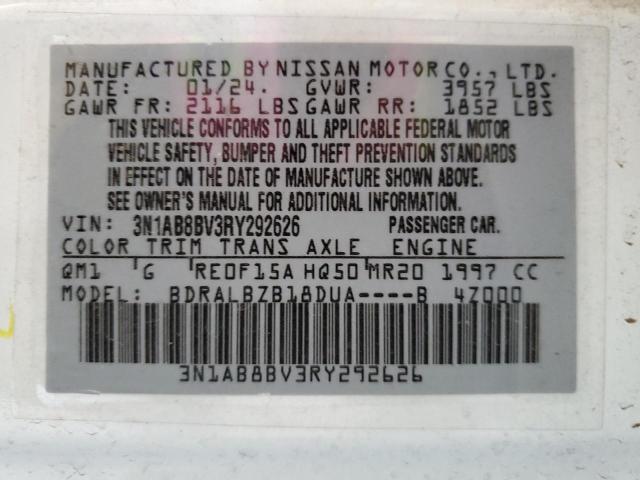 MANUFACTURED BY NISSAN MOTOR CO., LTD.
DATE: 01/24. GVWR: 3957 LBS
GAWR FR: 2116 LBS GAWR RR: 1852 LBS
THIS VEHICLE CONFORMS TO ALL APPLICABLE FEDERAL MOTOR
VEHICLE SAFETY, BUMPER AND THEFT PREVENTION STANDARDS
IN EFFECT ON THE DATE OF MANUFACTURE SHOWN ABOVE.
SEE OWNER'S MANUAL FOR ADDITIONAL INFORMATION.
VIN: 3N1AB8BV3RY292626 PASSENGER CAR.
COLOR TRIM TRANS AXLE ENGINE
QM1 'G 'RE0F15A HQ50 MR20 1997 CC
MODEL: BDRALBZB18DUA----B 4Z000
3N1AB8BV3RY292626